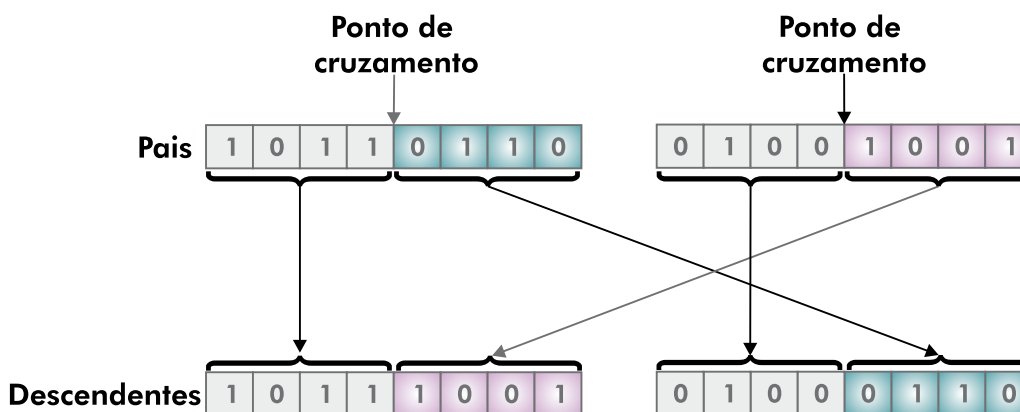 Ponto de
cruzamento
Ponto de
cruzamento
Pais
1 0 1 1 0 1 1 0
0 1 0 0 1 0 0 1
Descendentes
1 0 1 1 1 0 0 1
0 1 0 0 0 1 1 0